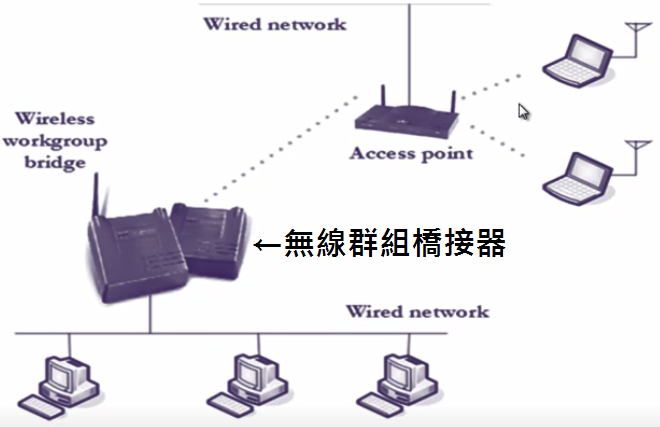 Wired network
Wireless
workgroup
bridge
Access point
←無線群組橋接器
Wired network